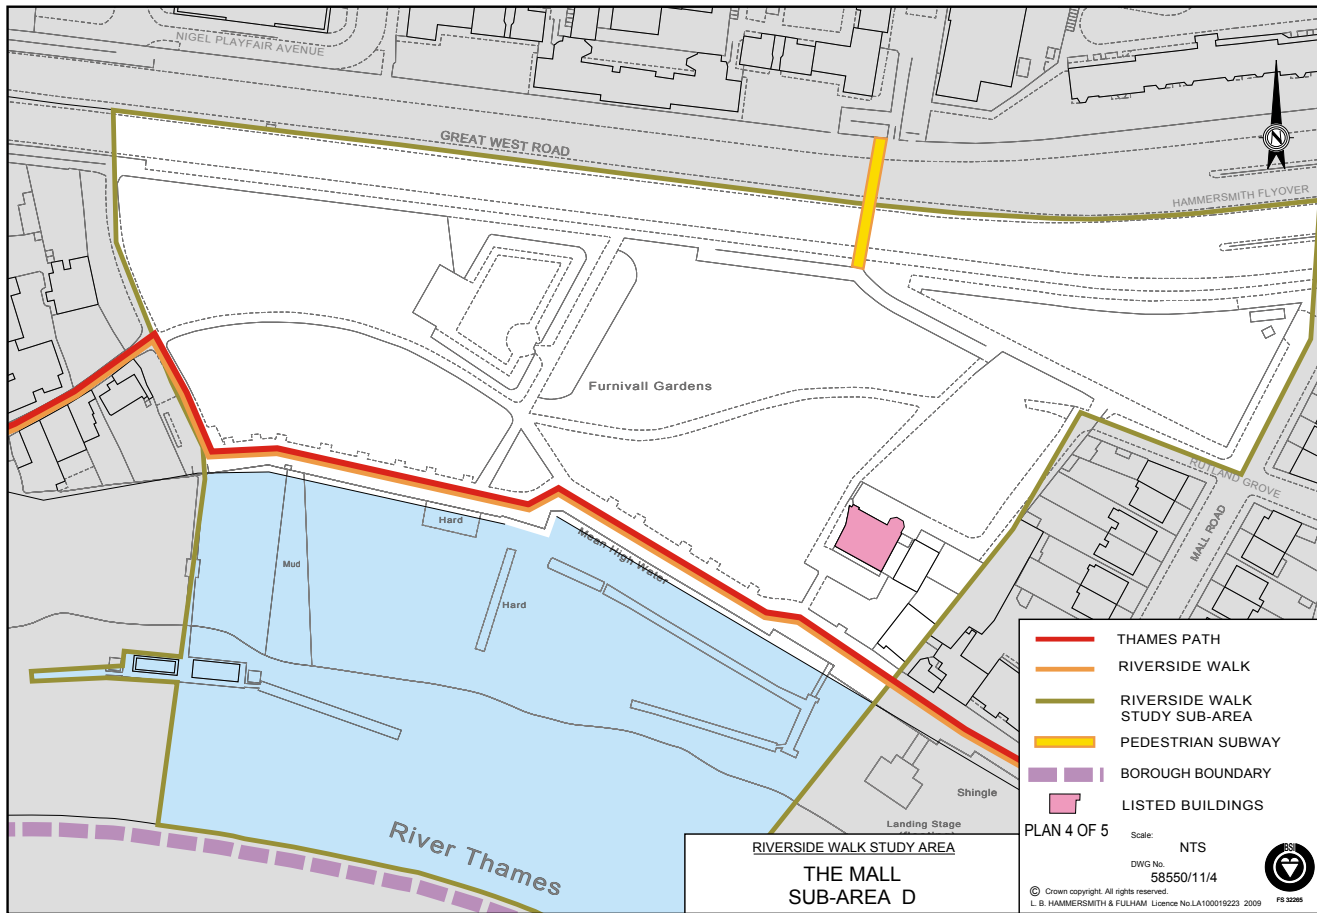 NIGEL PLAYFAIR AVENUE
GREAT WEST ROAD
N
HAMMERSMITH FLYOVER
Furnivall Gardens
RUTLAND GROVE
MALL ROAD
Hard
Mean High Water
Mud
Hard
Shingle
Landing Stage
River Thames
THAMES PATH
RIVERSIDE WALK
RIVERSIDE WALK
STUDY SUB-AREA
PEDESTRIAN SUBWAY
BOROUGH BOUNDARY
LISTED BUILDINGS
PLAN 4 OF 5
Scale:
NTS
DWG No.
58550/11/4
© Crown copyright. All rights reserved.
L. B. HAMMERSMITH & FULHAM Licence No.LA100019223 2009
BSI
FS 32265
RIVERSIDE WALK STUDY AREA
THE MALL
SUB-AREA D